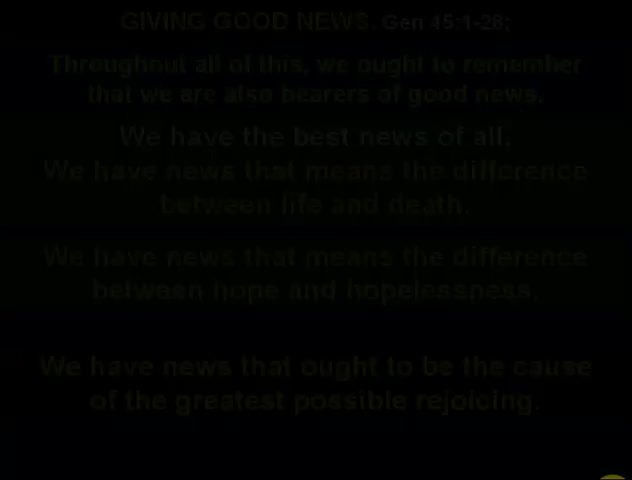 GIVING GOOD NEWS. Gen 45:1-28;
Throughout all of this, we ought to remember
that we are also bearers of good news.
We have the best news of all.
We have news that means the difference
between life and death.
We have news that means the difference
between hope and hopelessness.
We have news that ought to be the cause
of the greatest possible rejoicing.